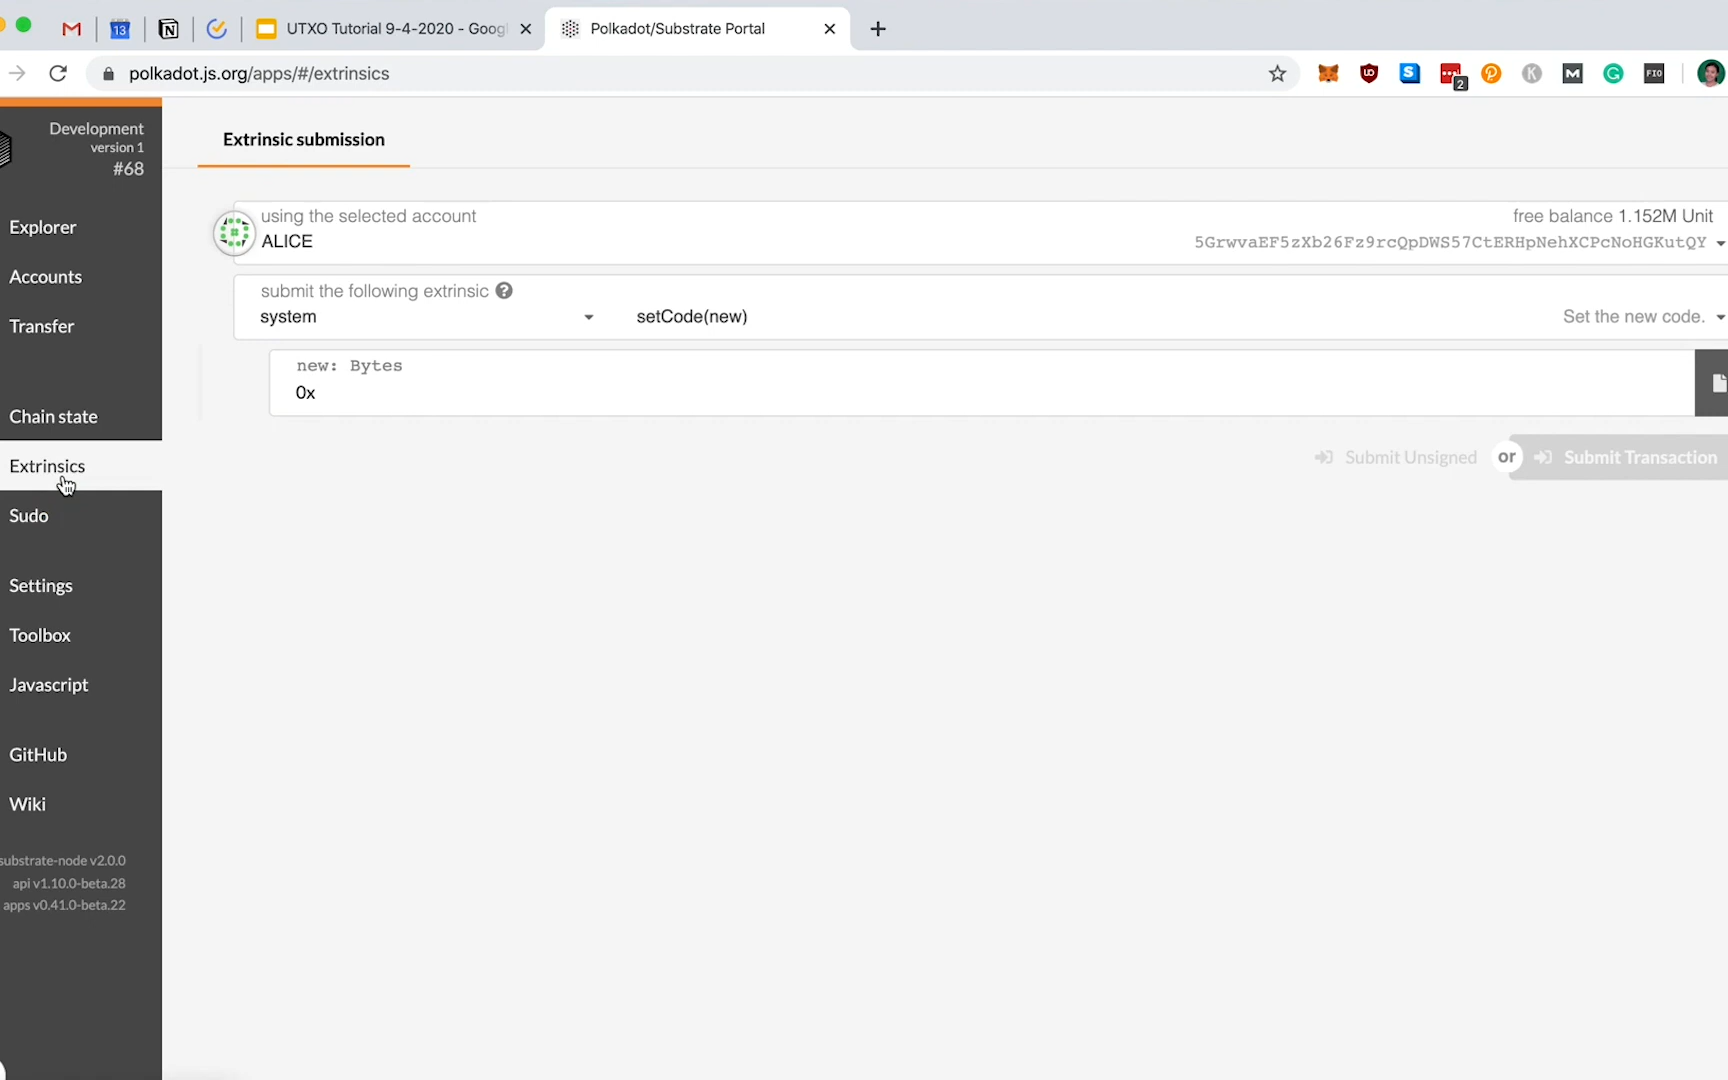 13
UTXO Tutorial 9-4-2020 - Goog
Polkadot/Substrate Portal
polkadot.js.org/apps/#/extrinsics
2
FIO
Development
version 1
#68
Explorer
Accounts
Transfer
Chain state
Extrinsics
Sudo
Settings
Toolbox
Javascript
GitHub
Wiki
substrate-node v2.0.0
api v1.10.0-beta.28
apps v0.41.0-beta.22
Extrinsic submission
using the selected account
ALICE
free balance 1.152M Unit
5GrwvaEF5zXb26Fz9rcQpDWS57CtERHpNehXCPcNoHGKutQY
submit the following extrinsic
system
setCode(new)
Set the new code.
new: Bytes
0x
Submit Unsigned
or
Submit Transaction